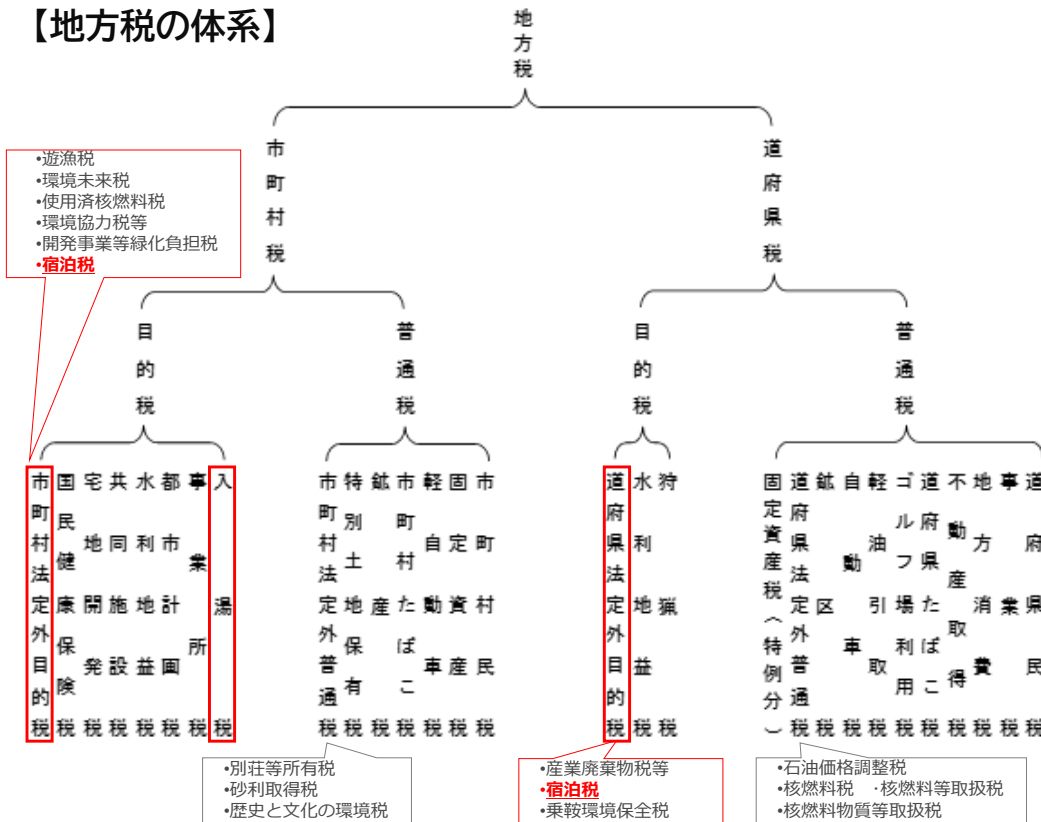 【地方税の体系】
地方税
市町村税
道府県税
•遊漁税
•環境未来税
•使用済核燃料税
•環境協力税等
•開発事業等緑化負担税
•宿泊税
目的税
普通税
目的税
普通税
市町村法定外目的税
国民健康保険税
宅地開発税
共同施設税
水利地益税
都市計画税
事業所税
入湯税
市町村法定外普通税
特別土地保有税
鉱産税
市町村たばこ税
軽自動車税
固定資産税
市町村民税
道府県法定外目的税
水利地益税
狩猟税
固定資産税(特例分)
道府県法定外普通税
鉱区税
自動車税
軽油引取税
ゴルフ場利用税
道府県たばこ税
不動産取得税
地方消費税
事業税
道府県民税
•別荘等所有税
•砂利取得税
•歴史と文化の環境税
•産業廃棄物税等
•宿泊税
•乗鞍環境保全税
•石油価格調整税
•核燃料税 ・核燃料等取扱税
•核燃料物質等取扱税